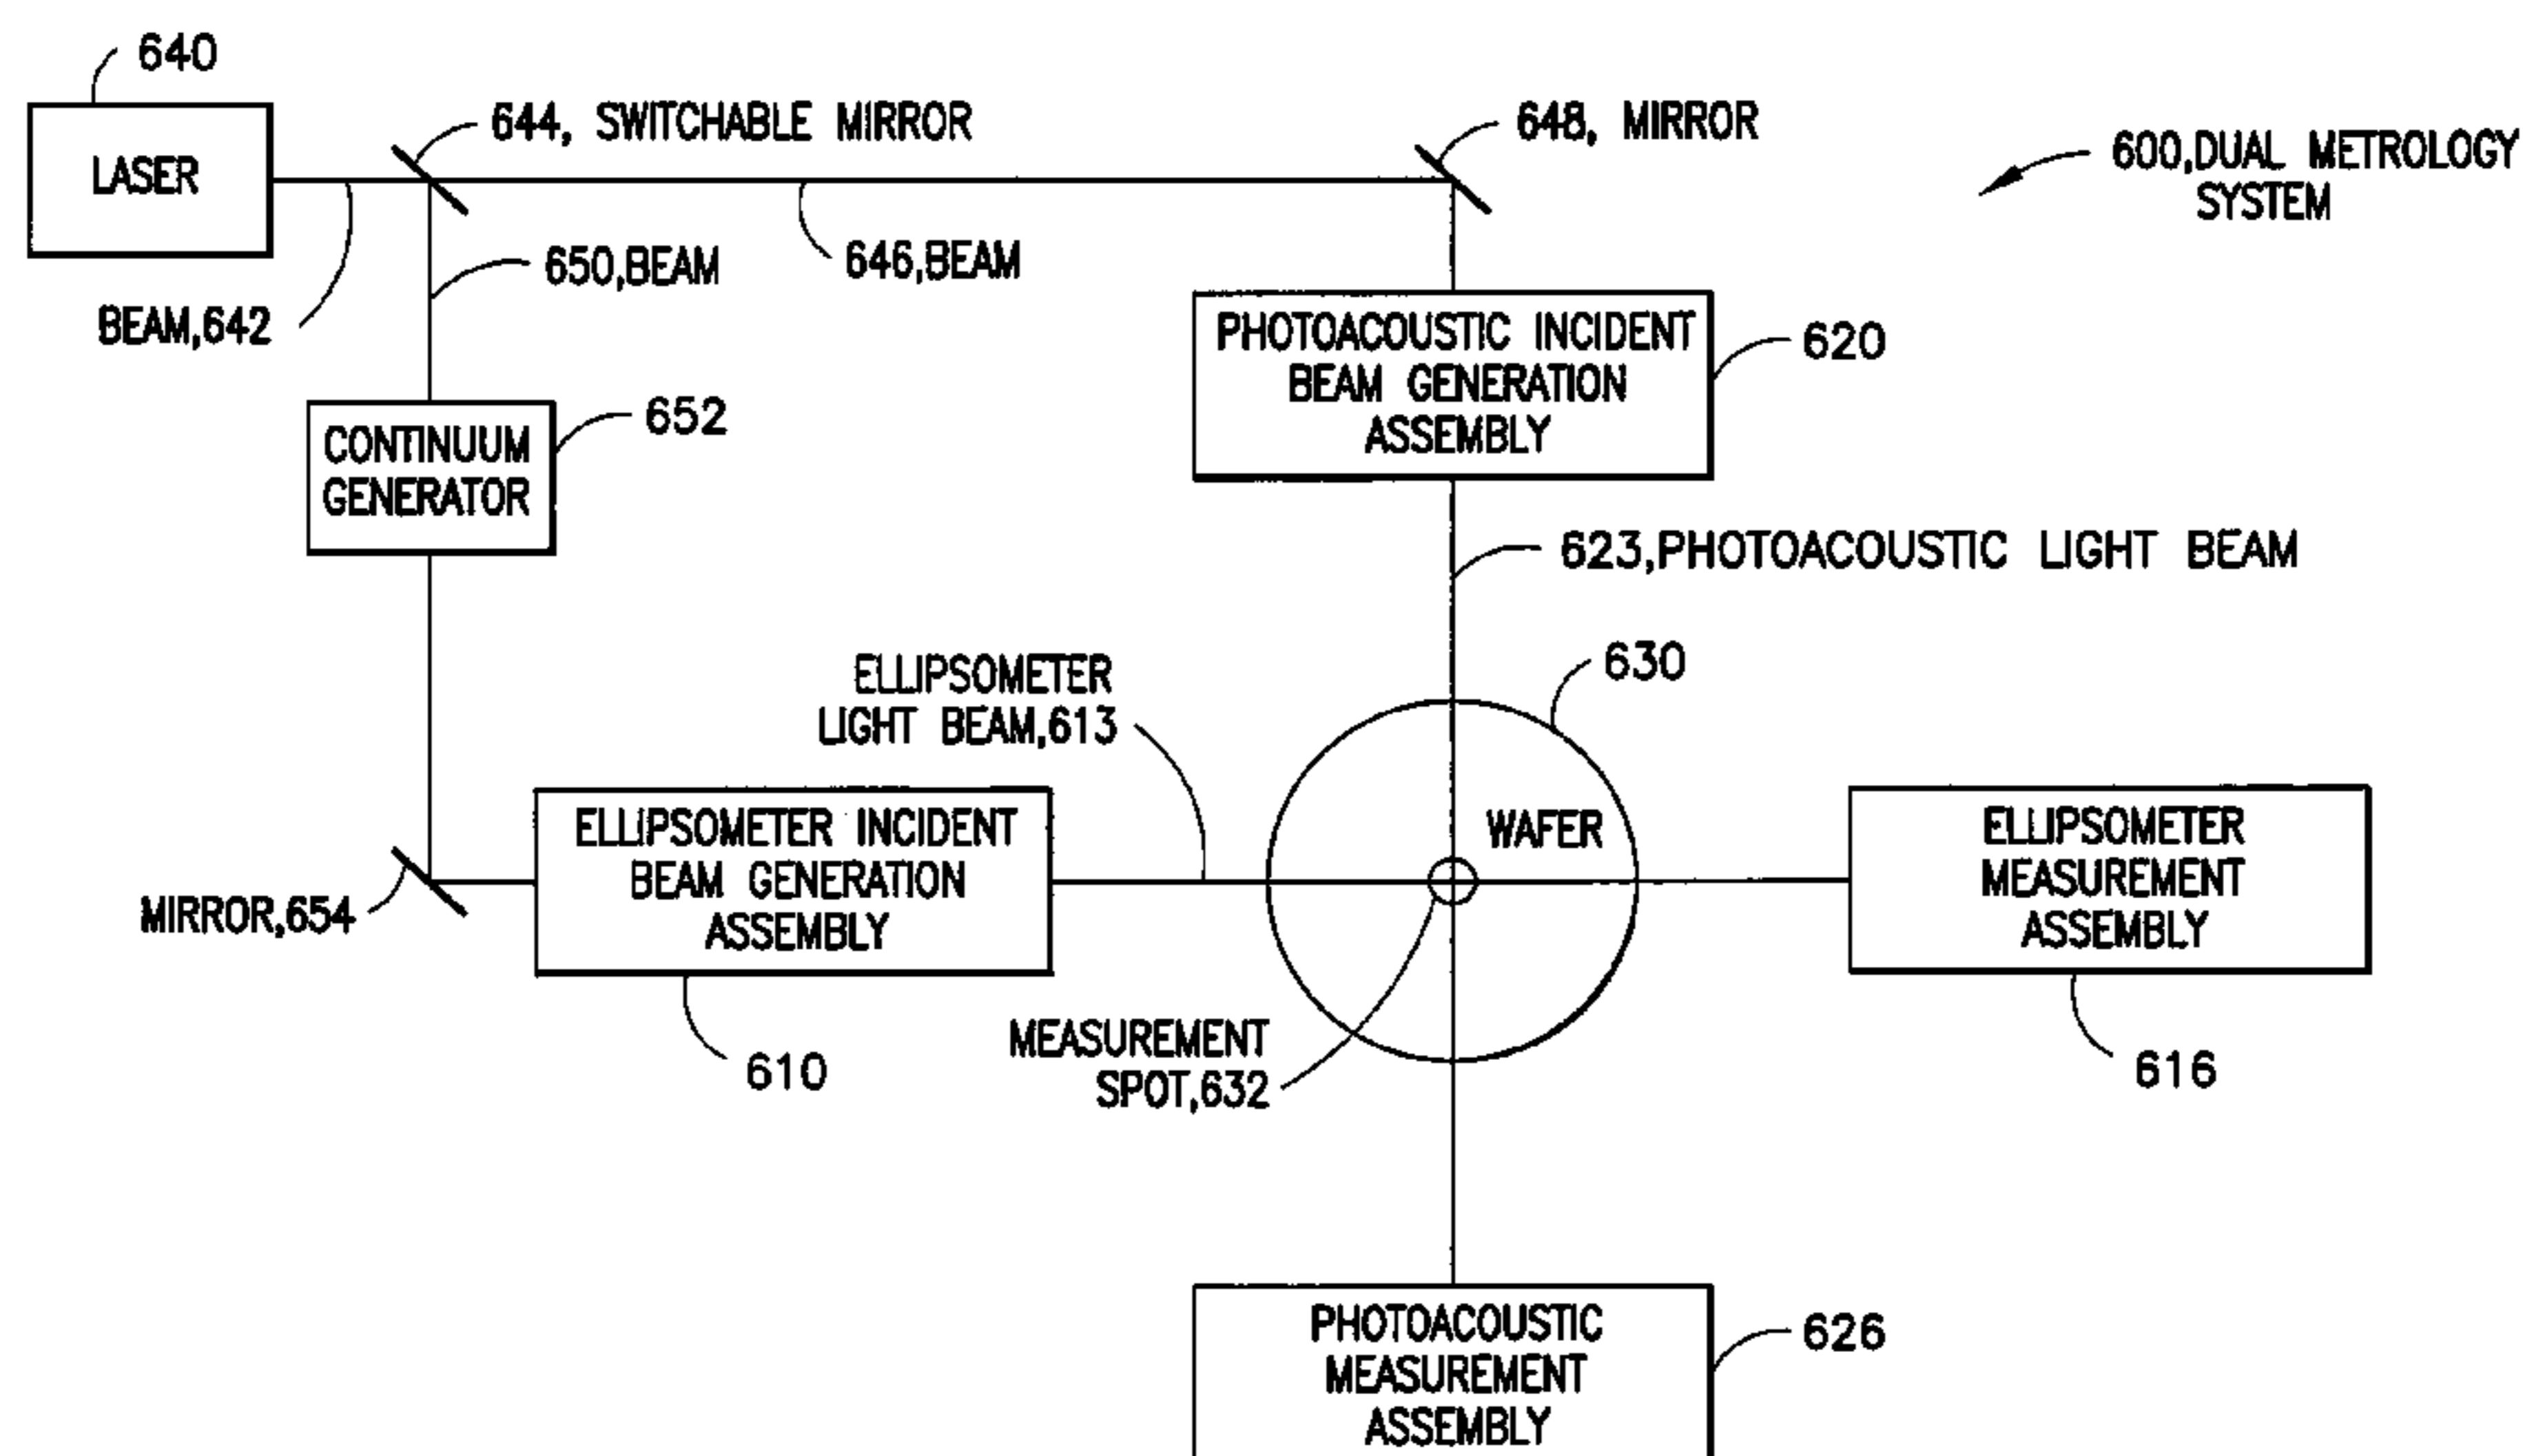 640
LASER
644, SWITCHABLE MIRROR
648, MIRROR
600,DUAL METROLOGY
SYSTEM
BEAM,642
650,BEAM
646,BEAM
PHOTOACOUSTIC INCIDENT
BEAM GENERATION
ASSEMBLY
620
CONTINUUM
GENERATOR
652
623,PHOTOACOUSTIC LIGHT BEAM
ELLIPSOMETER
LIGHT BEAM,613
630
WAFER
MIRROR,654
ELLIPSOMETER INCIDENT
BEAM GENERATION
ASSEMBLY
610
MEASUREMENT
SPOT,632
ELLIPSOMETER
MEASUREMENT
ASSEMBLY
616
PHOTOACOUSTIC
MEASUREMENT
ASSEMBLY
626